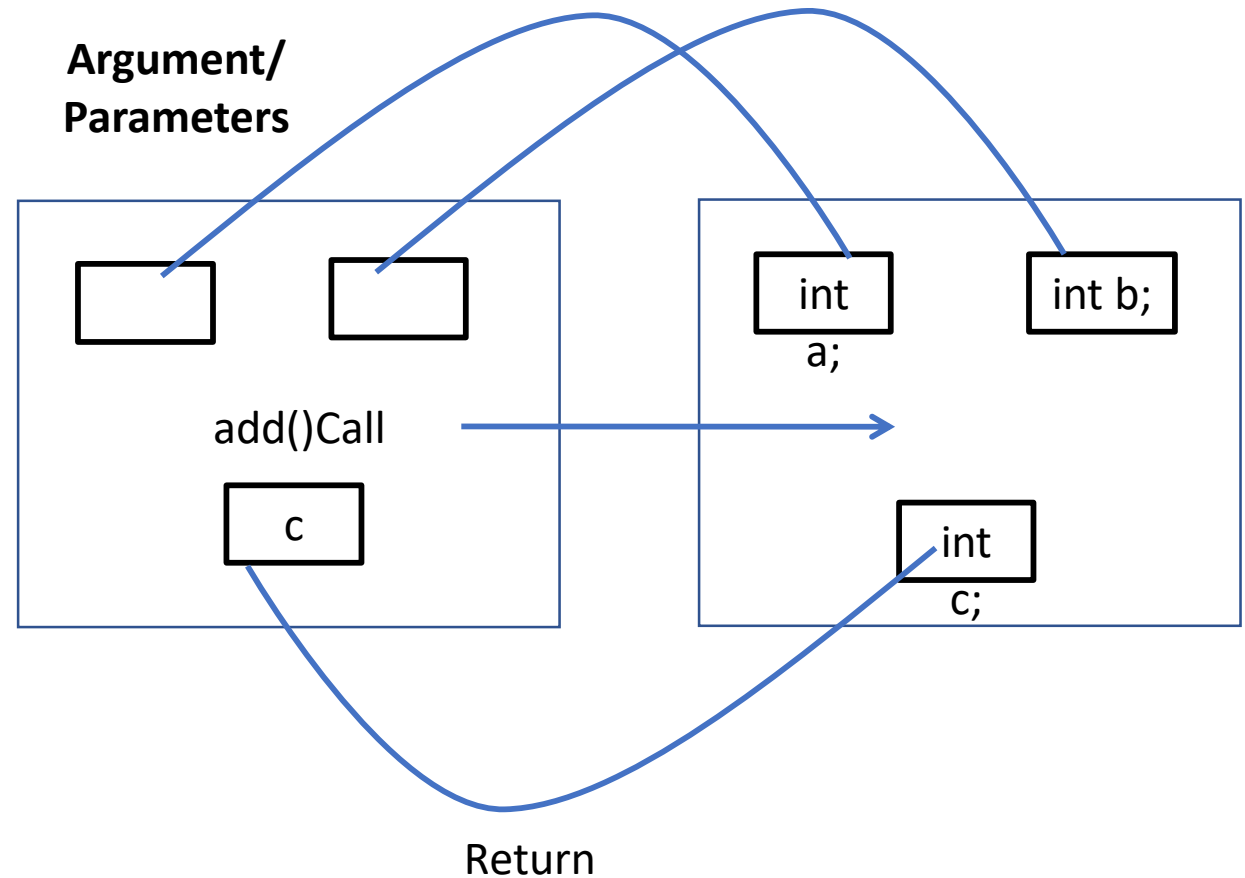 Argument/
Parameters
int
a;
int b;
add()Call
c
int
c;
Return